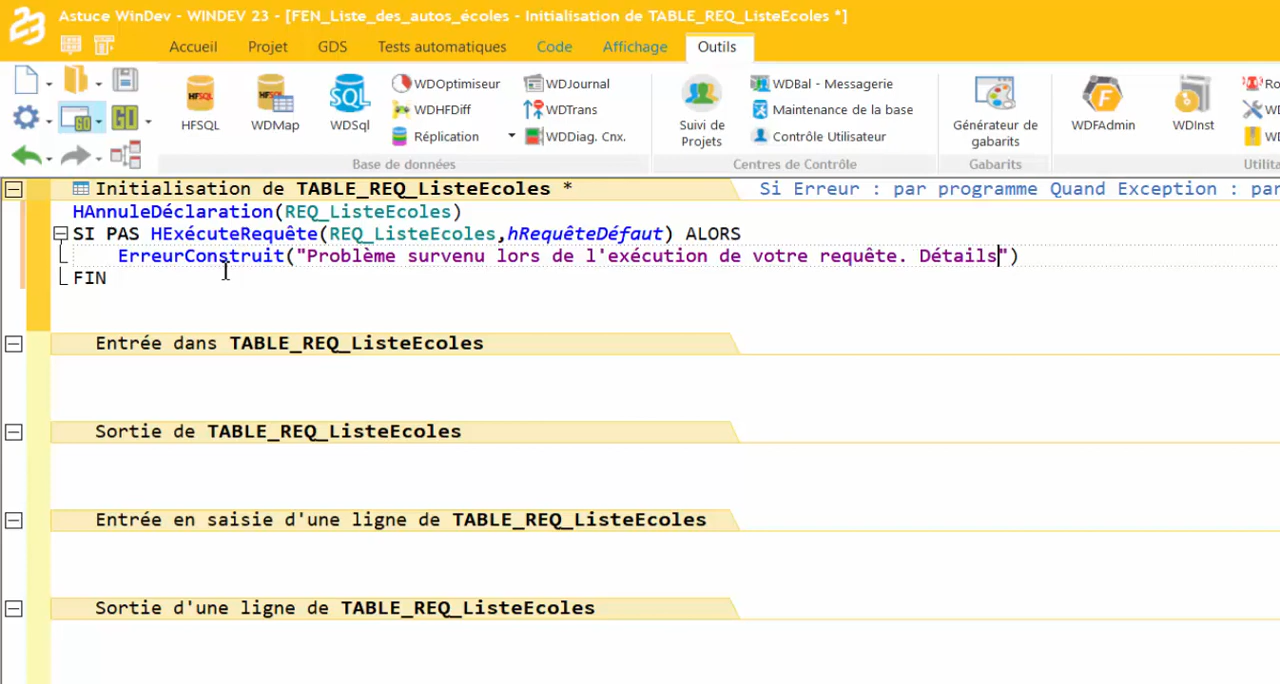 Astuce WinDev - WINDEV 23 - [FEN_Liste_des_autos_écoles - Initialisation de TABLE_REQ_ListeEcoles *]
23
Accueil Projet GDS Tests automatiques Code Affichage Outils
HFSQL
WDMap
WDSql
WDOptimiseur
WDHFDiff
Réplication
WDJournal
WDTrans
WDDiag. Cnx.
Base de données
Suivi de Projets
WDBal - Messagerie
Maintenance de la base
Contrôle Utilisateur
Centres de Contrôle
Générateur de gabarits
Gabarits
WDFAdmin
WDInst
Ro
W
WD
Utilita
GO
Initialisation de TABLE_REQ_ListeEcoles * Si Erreur : par programme Quand Exception : par
HAnnuleDéclaration(REQ_ListeEcoles)
SI PAS HExécuteRequête(REQ_ListeEcoles,hRequêteDéfaut) ALORS
ErreurConstruit("Problème survenu lors de l'exécution de votre requête. Détails")
FIN
Entrée dans TABLE_REQ_ListeEcoles
Sortie de TABLE_REQ_ListeEcoles
Entrée en saisie d'une ligne de TABLE_REQ_ListeEcoles
Sortie d'une ligne de TABLE_REQ_ListeEcoles